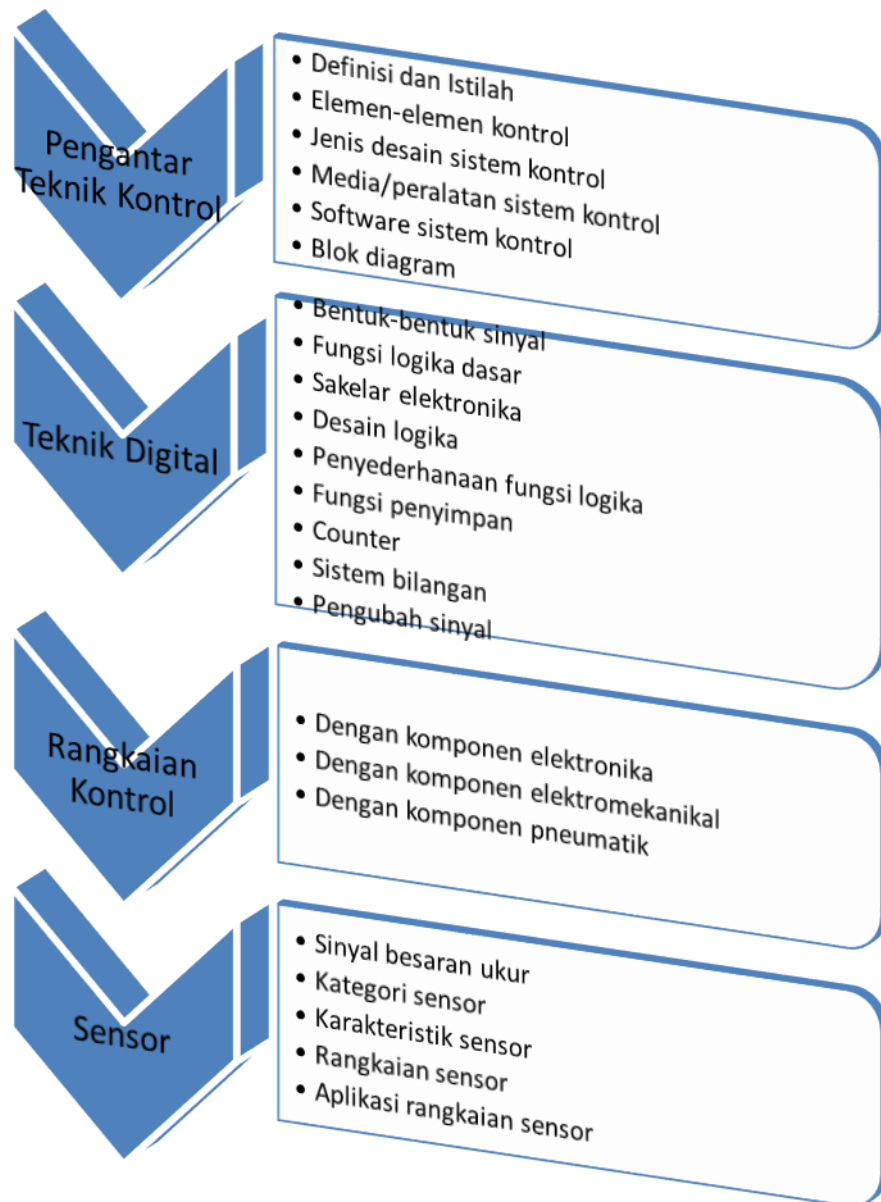 Pengantar
Teknik Kontrol
• Definisi dan Istilah
• Elemen-elemen kontrol
• Jenis desain sistem kontrol
• Media/peralatan sistem kontrol
• Software sistem kontrol
• Blok diagram
Teknik Digital
• Bentuk-bentuk sinyal
• Fungsi logika dasar
• Sakelar elektronika
• Desain logika
• Penyederhanaan fungsi logika
• Fungsi penyimpan
• Counter
• Sistem bilangan
• Pengubah sinyal
Rangkaian
Kontrol
• Dengan komponen elektronika
• Dengan komponen elektromekanikal
• Dengan komponen pneumatik
Sensor
• Sinyal besaran ukur
• Kategori sensor
• Karakteristik sensor
• Rangkaian sensor
• Aplikasi rangkaian sensor